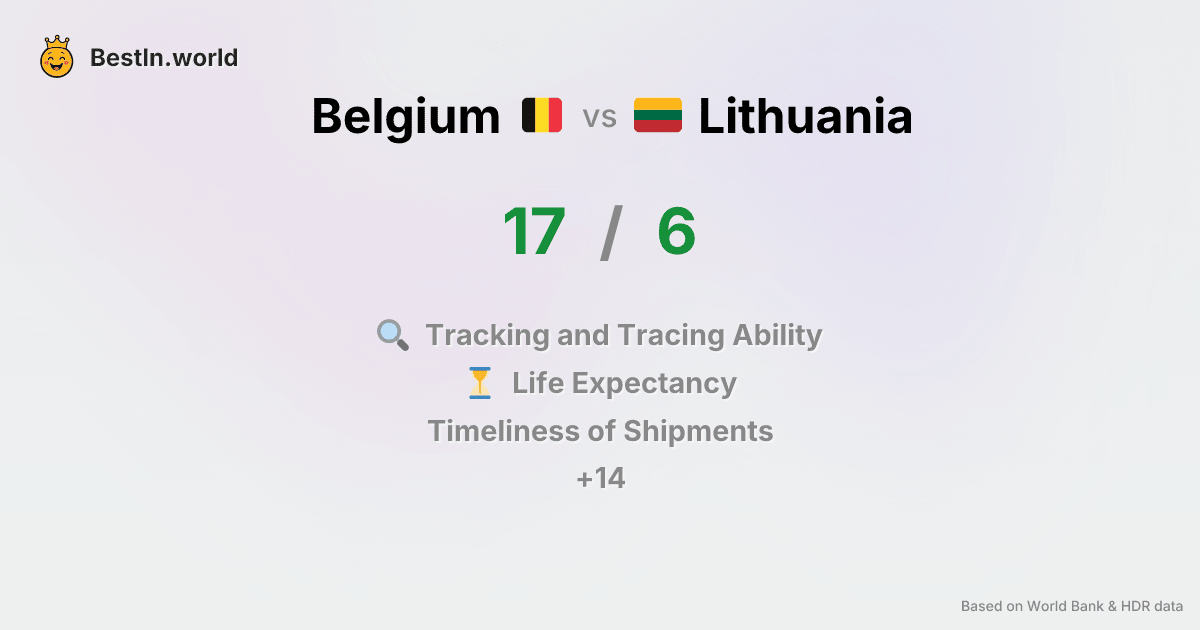 BestIn.world
Belgium vs Lithuania
17 / 6
Tracking and Tracing Ability
Life Expectancy
Timeliness of Shipments
+14
Based on World Bank & HDR data